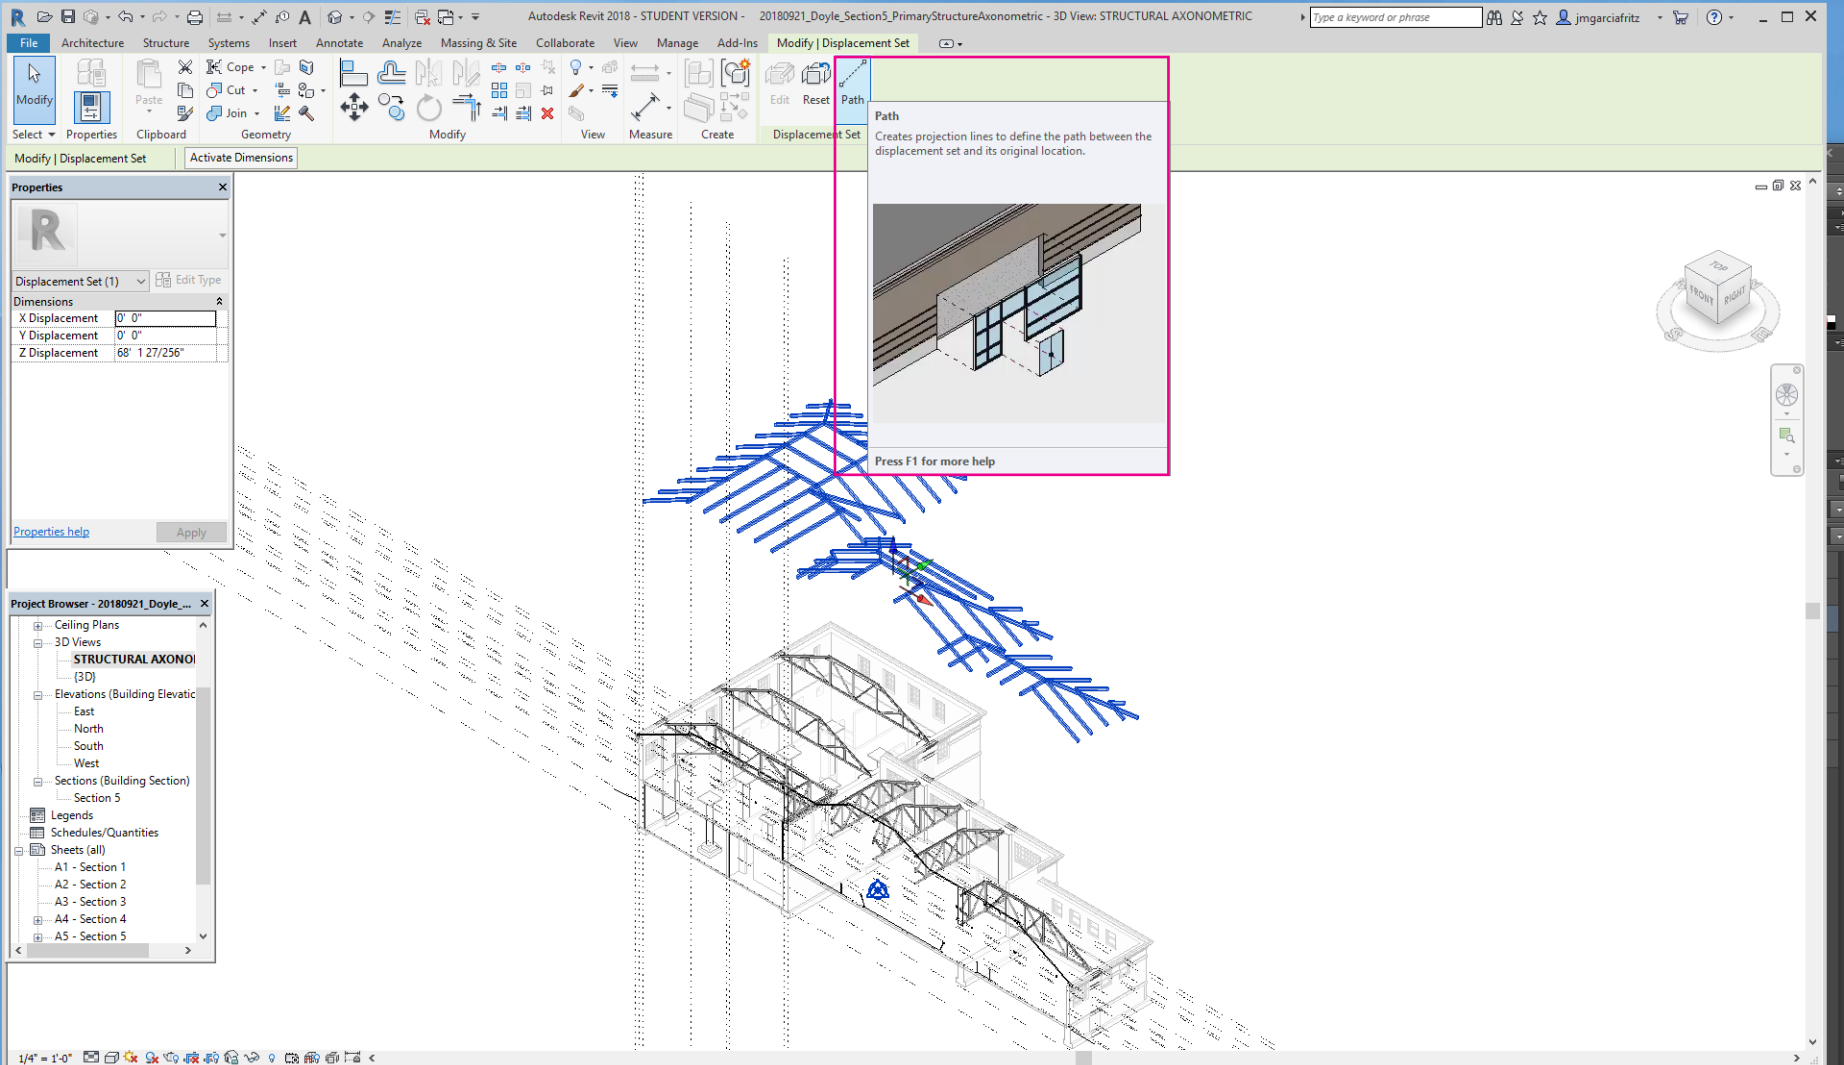 Autodesk Revit 2018 - STUDENT VERSION -    20180921_Doyle_Section5_PrimaryStructureAxonometric - 3D View: STRUCTURAL AXONOMETRIC
Type a keyword or phrase
jmgarciafritz
File Architecture Structure Systems Insert Annotate Analyze Massing & Site Collaborate View Manage Add-Ins Modify | Displacement Set
Modify
Paste
Cope
Cut
Join
Edit Reset Path
Select Properties Clipboard Geometry Modify View Measure Create Displacement Set
Modify | Displacement Set Activate Dimensions
Path
Creates projection lines to define the path between the
displacement set and its original location.
Press F1 for more help
Properties
Displacement Set (1) Edit Type
Dimensions
X Displacement 0' 0"
Y Displacement 0' 0"
Z Displacement 68' 1 27/256"
Properties help Apply
TOP
FRONT RIGHT
Project Browser - 20180921_Doyle_...
Ceiling Plans
3D Views
STRUCTURAL AXONO
{3D}
Elevations (Building Elevatic
East
North
South
West
Sections (Building Section)
Section 5
Legends
Schedules/Quantities
Sheets (all)
A1 - Section 1
A2 - Section 2
A3 - Section 3
A4 - Section 4
A5 - Section 5
1/4" = 1'-0"